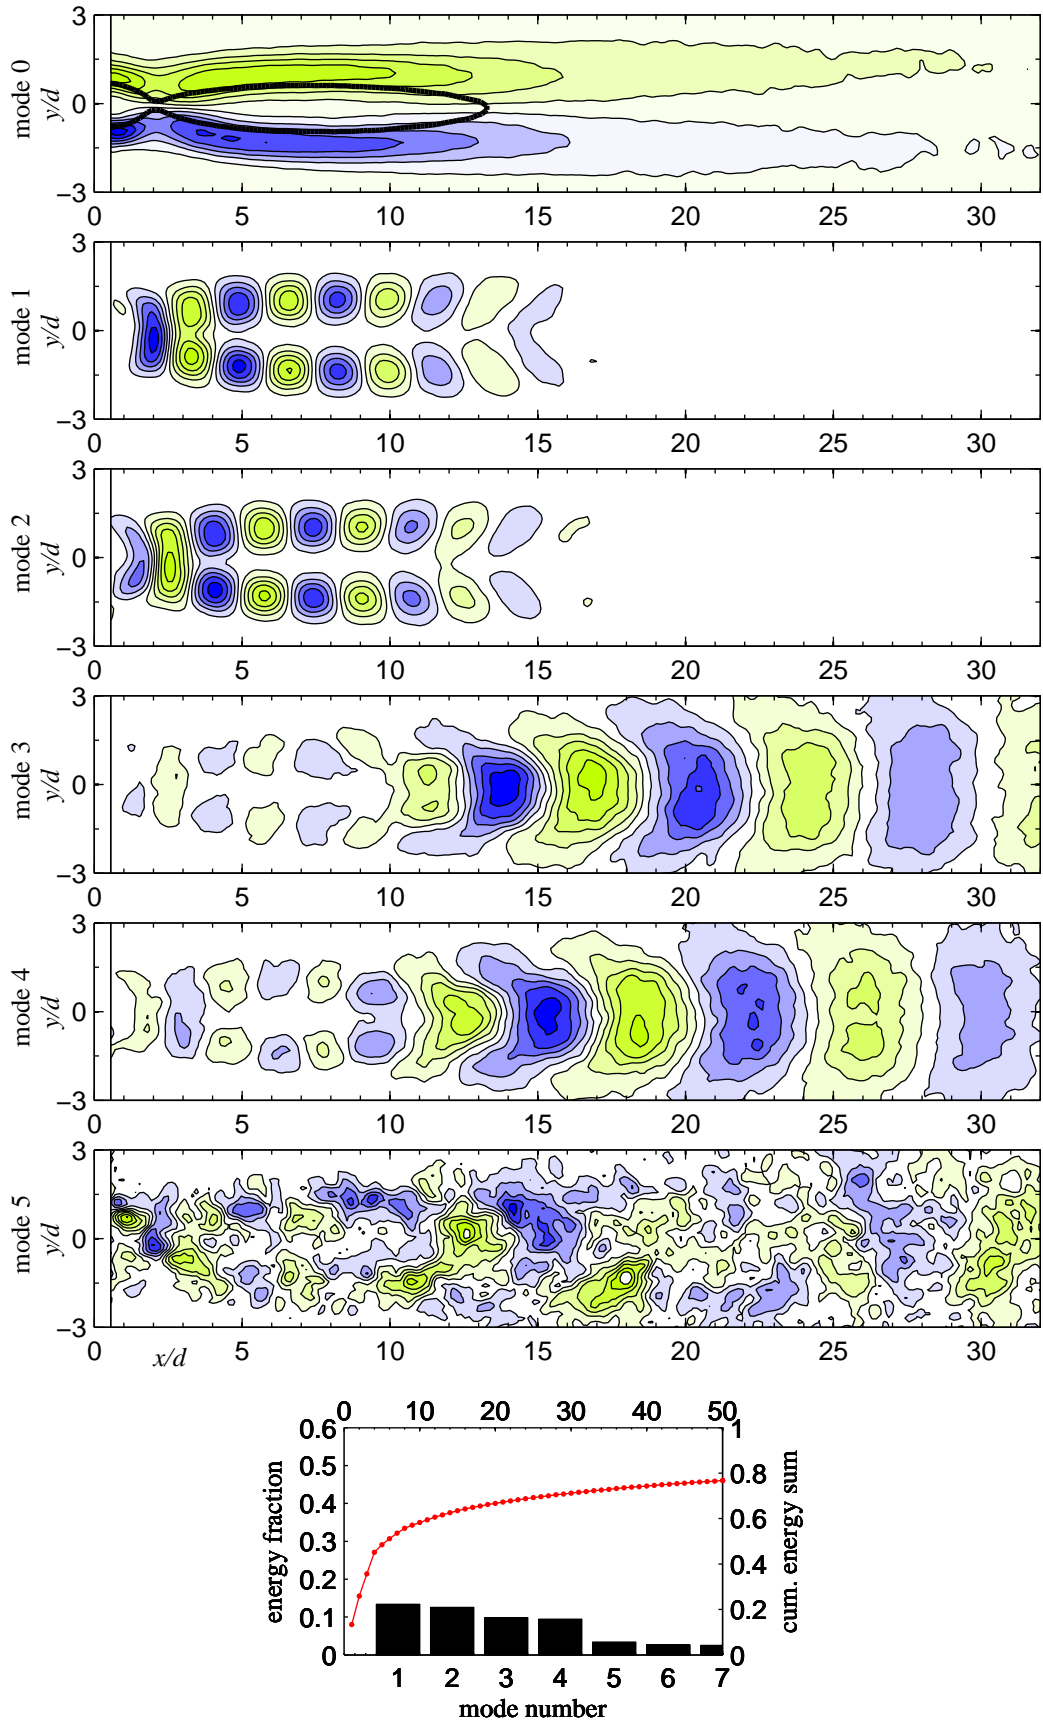 mode 0
y/d
3
0
−3
0 5 10 15 20 25 30
mode 1
y/d
3
0
−3
0 5 10 15 20 25 30
mode 2
y/d
3
0
−3
0 5 10 15 20 25 30
mode 3
y/d
3
0
−3
0 5 10 15 20 25 30
mode 4
y/d
3
0
−3
0 5 10 15 20 25 30
mode 5
y/d
3
0
−3
0 5 10 15 20 25 30
x/d
0 10 20 30 40 50
energy fraction
0.6
0.5
0.4
0.3
0.2
0.1
0
1
0.8
0.6
0.4
0.2
0
cum. energy sum
1 2 3 4 5 6 7
mode number